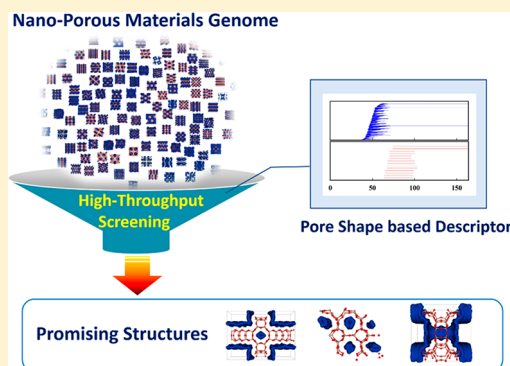 Nano-Porous Materials Genome
High-Throughput
Screening
0 50 100 150
Pore Shape based Descriptor
Promising Structures